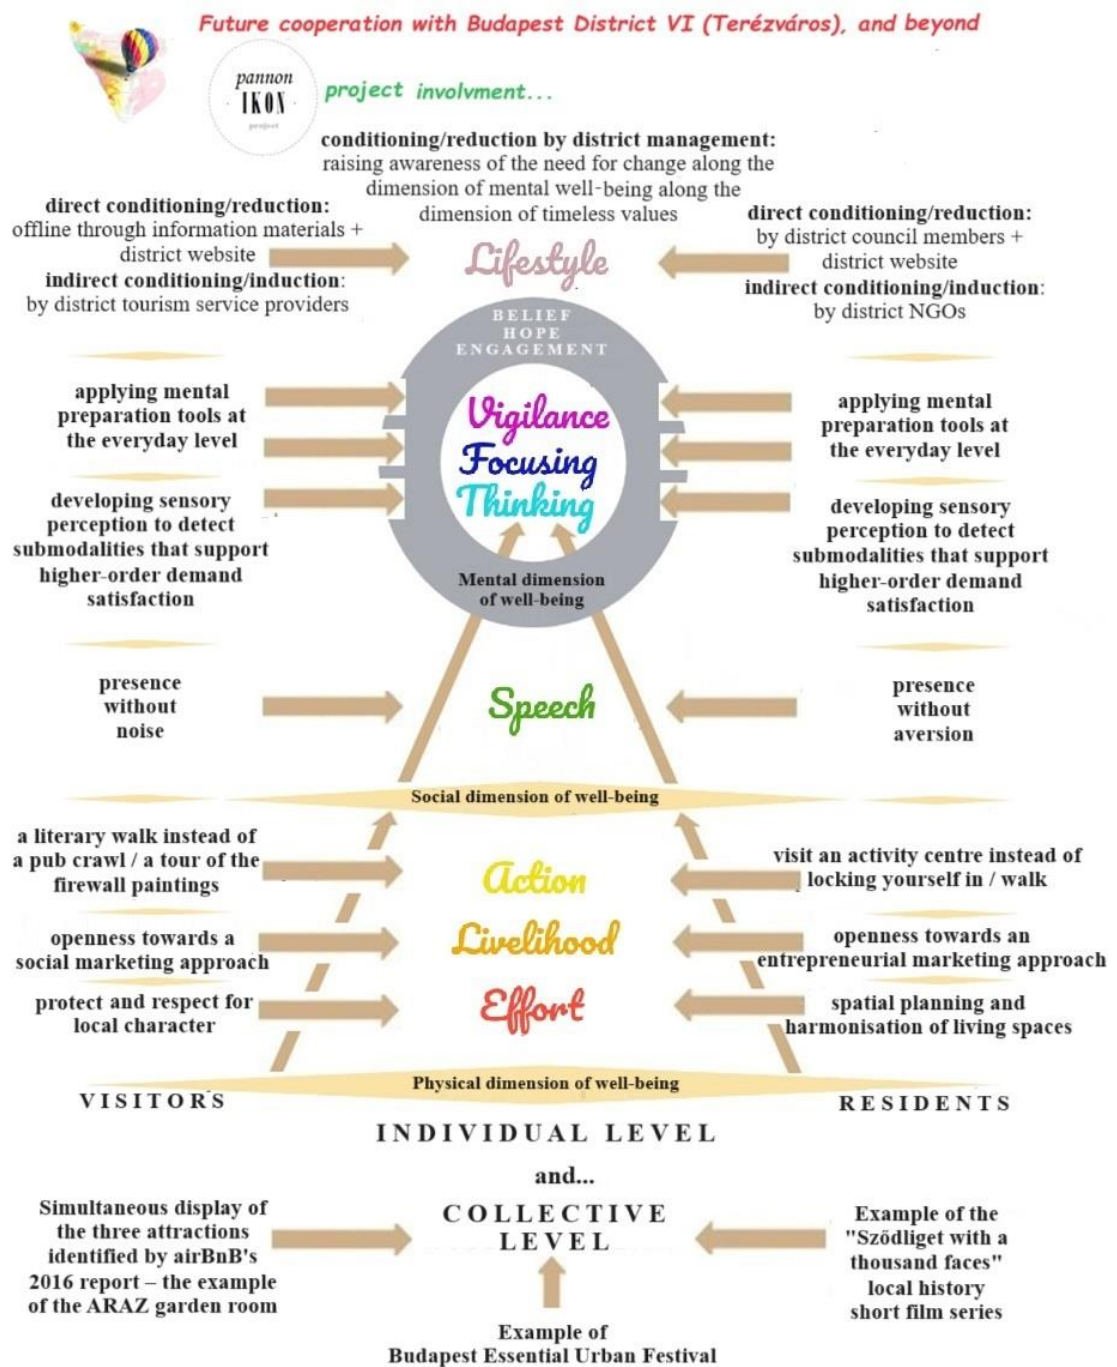 Future cooperation with Budapest District VI (Terézváros), and beyond
pannon
IKON
project
project involvment...
conditioning/reduction by district management:
raising awareness of the need for change along the
dimension of mental well-being along the
dimension of timeless values
direct conditioning/reduction:
offline through information materials +
district website
indirect conditioning/induction:
by district tourism service providers
Lifestyle
direct conditioning/reduction:
by district council members +
district website
indirect conditioning/induction:
by district NGOs
BELIEF
HOPE
ENGAGEMENT
applying mental
preparation tools at
the everyday level
Vigilance
Focusing
Thinking
applying mental
preparation tools at
the everyday level
developing sensory
perception to detect
submodalities that support
higher-order demand
satisfaction
Mental dimension
of well-being
developing sensory
perception to detect
submodalities that support
higher-order demand
satisfaction
presence
without
noise
Speech
presence
without
aversion
Social dimension of well-being
a literary walk instead of
a pub crawl / a tour of the
firewall paintings
Action
visit an activity centre instead of
locking yourself in / walk
openness towards a
social marketing approach
Livelihood
openness towards an
entrepreneurial marketing approach
protect and respect for
local character
Effort
spatial planning and
harmonisation of living spaces
Physical dimension of well-being
VISITORS
RESIDENTS
INDIVIDUAL LEVEL
and...
COLLECTIVE
LEVEL
Simultaneous display of
the three attractions
identified by airBnB's
2016 report – the example
of the ARAZ garden room
Example of the
"Sződliget with a
thousand faces"
local history
short film series
Example of
Budapest Essential Urban Festival